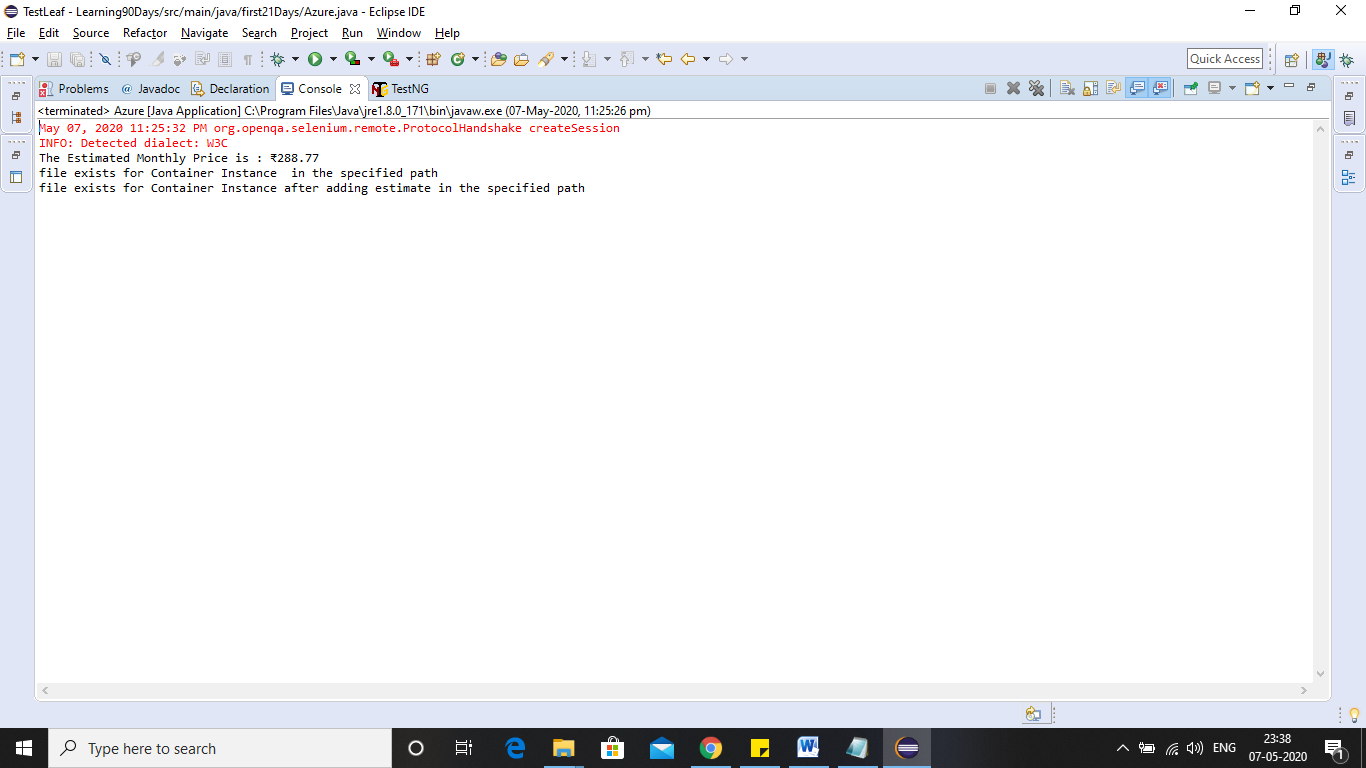 TestLeaf - Learning90Days/src/main/java/first21Days/Azure.java - Eclipse IDE
File Edit Source Refactor Navigate Search Project Run Window Help
Quick Access
Problems @ Javadoc Declaration Console TestNG
<terminated> Azure [Java Application] C:\Program Files\Java\jre1.8.0_171\bin\javaw.exe (07-May-2020, 11:25:26 pm)
May 07, 2020 11:25:32 PM org.openqa.selenium.remote.ProtocolHandshake createSession
INFO: Detected dialect: W3C
The Estimated Monthly Price is : ₹288.77
file exists for Container Instance  in the specified path
file exists for Container Instance after adding estimate in the specified path
Type here to search
ENG
23:38
07-05-2020
1